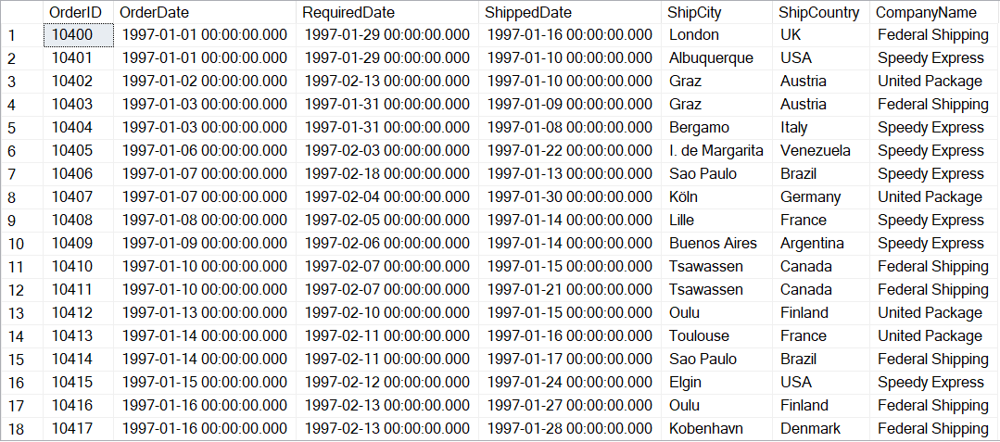 OrderID OrderDate RequiredDate ShippedDate ShipCity ShipCountry CompanyName
1 10400 1997-01-01 00:00:00.000 1997-01-29 00:00:00.000 1997-01-16 00:00:00.000 London UK Federal Shipping
2 10401 1997-01-01 00:00:00.000 1997-01-29 00:00:00.000 1997-01-10 00:00:00.000 Albuquerque USA Speedy Express
3 10402 1997-01-02 00:00:00.000 1997-02-13 00:00:00.000 1997-01-10 00:00:00.000 Graz Austria United Package
4 10403 1997-01-03 00:00:00.000 1997-01-31 00:00:00.000 1997-01-09 00:00:00.000 Graz Austria Federal Shipping
5 10404 1997-01-03 00:00:00.000 1997-01-31 00:00:00.000 1997-01-08 00:00:00.000 Bergamo Italy Speedy Express
6 10405 1997-01-06 00:00:00.000 1997-02-03 00:00:00.000 1997-01-22 00:00:00.000 I. de Margarita Venezuela Speedy Express
7 10406 1997-01-07 00:00:00.000 1997-02-18 00:00:00.000 1997-01-13 00:00:00.000 Sao Paulo Brazil Speedy Express
8 10407 1997-01-07 00:00:00.000 1997-02-04 00:00:00.000 1997-01-30 00:00:00.000 Köln Germany United Package
9 10408 1997-01-08 00:00:00.000 1997-02-05 00:00:00.000 1997-01-14 00:00:00.000 Lille France Speedy Express
10 10409 1997-01-09 00:00:00.000 1997-02-06 00:00:00.000 1997-01-14 00:00:00.000 Buenos Aires Argentina Speedy Express
11 10410 1997-01-10 00:00:00.000 1997-02-07 00:00:00.000 1997-01-15 00:00:00.000 Tsawassen Canada Federal Shipping
12 10411 1997-01-10 00:00:00.000 1997-02-07 00:00:00.000 1997-01-21 00:00:00.000 Tsawassen Canada Federal Shipping
13 10412 1997-01-13 00:00:00.000 1997-02-10 00:00:00.000 1997-01-15 00:00:00.000 Oulu Finland United Package
14 10413 1997-01-14 00:00:00.000 1997-02-11 00:00:00.000 1997-01-16 00:00:00.000 Toulouse France United Package
15 10414 1997-01-14 00:00:00.000 1997-02-11 00:00:00.000 1997-01-17 00:00:00.000 Sao Paulo Brazil Federal Shipping
16 10415 1997-01-15 00:00:00.000 1997-02-12 00:00:00.000 1997-01-24 00:00:00.000 Elgin USA Speedy Express
17 10416 1997-01-16 00:00:00.000 1997-02-13 00:00:00.000 1997-01-27 00:00:00.000 Oulu Finland Federal Shipping
18 10417 1997-01-16 00:00:00.000 1997-02-13 00:00:00.000 1997-01-28 00:00:00.000 Kobenhavn Denmark Federal Shipping